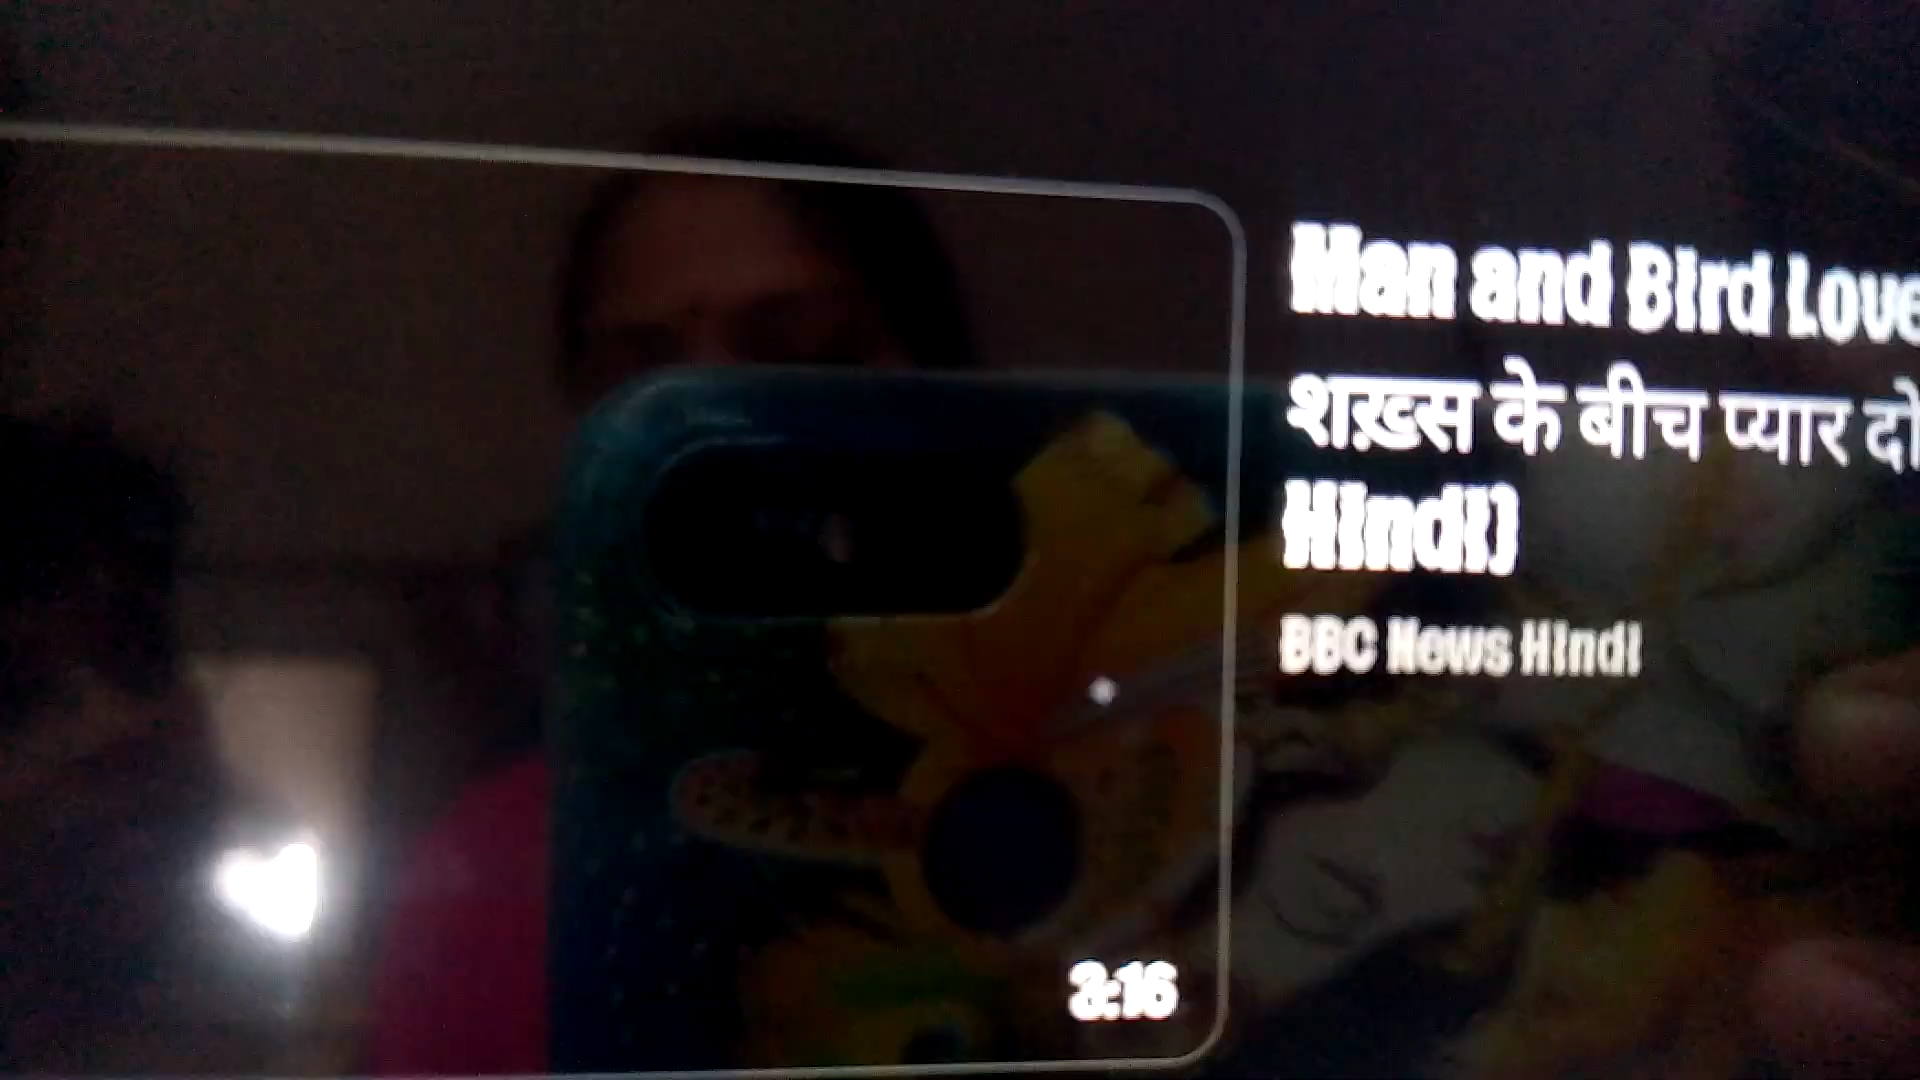 Man and Bird Love
शख़्स के बीच प्यार दो
Hindi)
BBC News Hindi
3:16